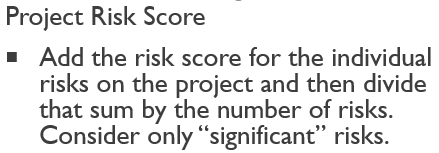 Project Risk Score
▪ Add the risk score for the individual
risks on the project and then divide
that sum by the number of risks.
Consider only “significant” risks.